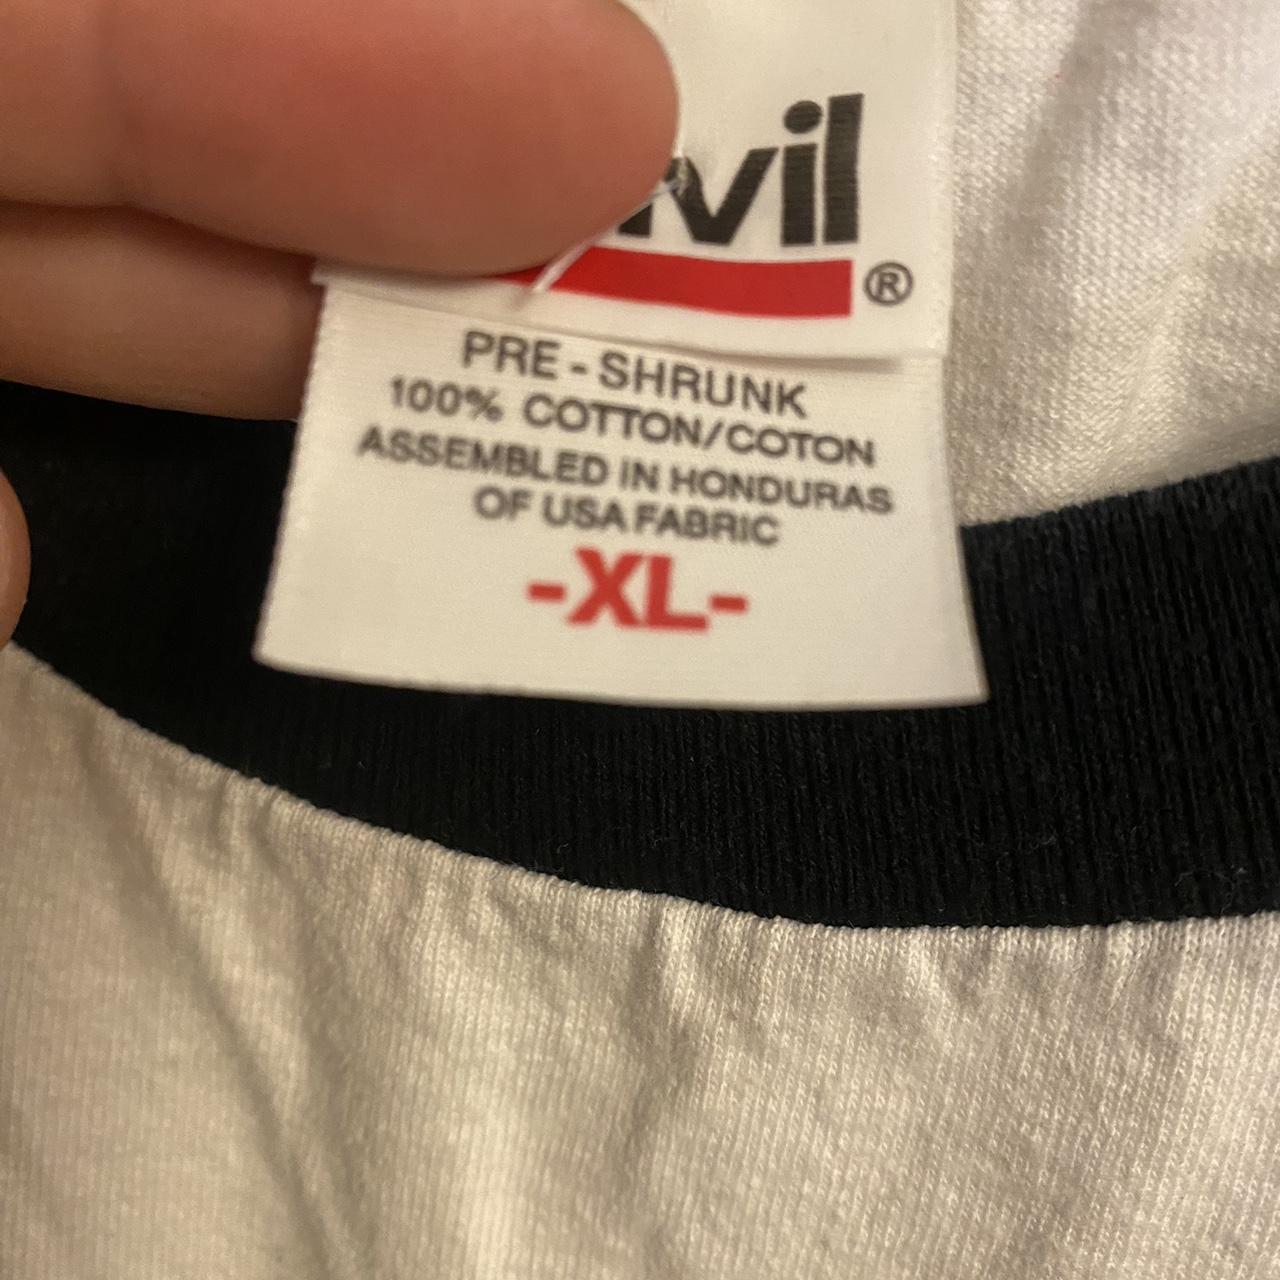 vil
®
PRE - SHRUNK
100% COTTON/COTON
ASSEMBLED IN HONDURAS
OF USA FABRIC
-XL-